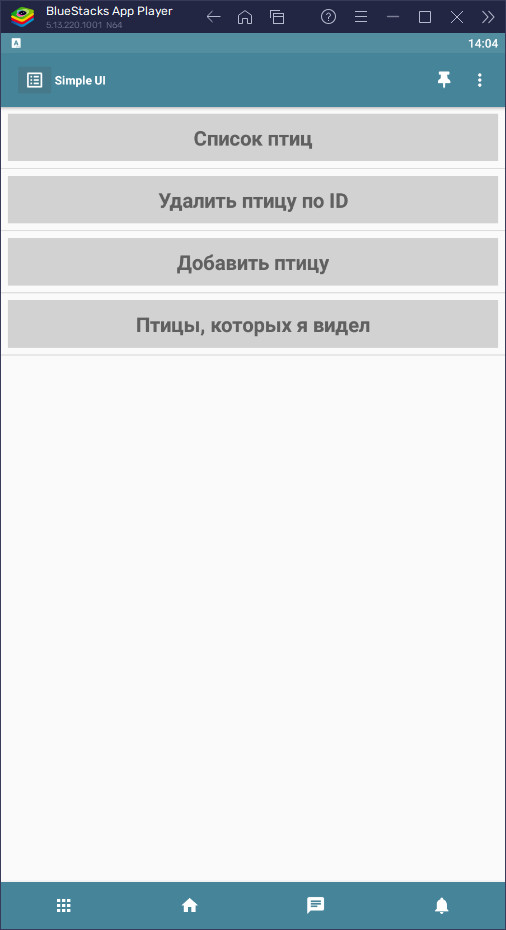 BlueStacks App Player
5.13.220.1001 N64
A
14:04
Simple UI
Список птиц
Удалить птицу по ID
Добавить птицу
Птицы, которых я видел